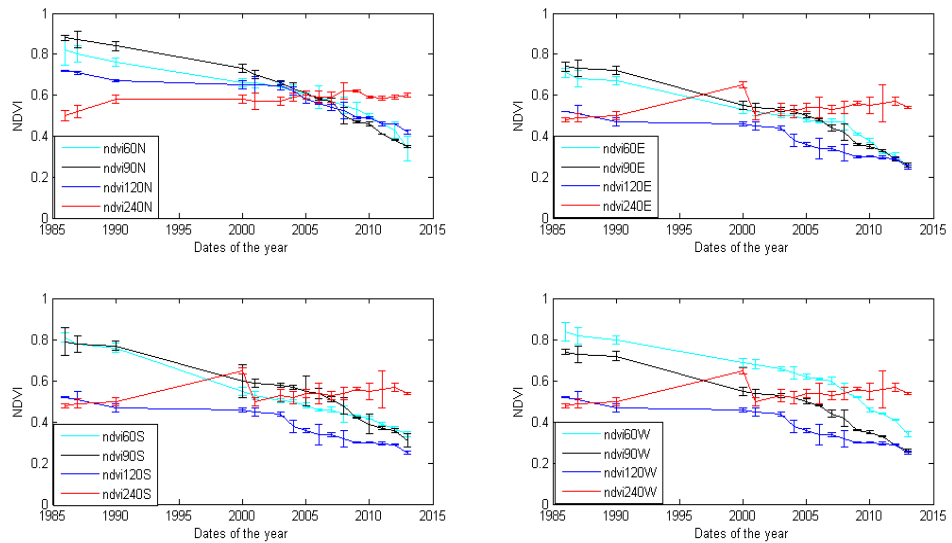 1
0.8
0.6
0.4
0.2
0
NDVI
ndvi60N
ndvi90N
ndvi120N
ndvi240N
1985 1990 1995 2000 2005 2010 2015
Dates of the year
1
0.8
0.6
0.4
0.2
0
NDVI
ndvi60E
ndvi90E
ndvi120E
ndvi240E
1985 1990 1995 2000 2005 2010 2015
Dates of the year
1
0.8
0.6
0.4
0.2
0
NDVI
ndvi60S
ndvi90S
ndvi120S
ndvi240S
1985 1990 1995 2000 2005 2010 2015
Dates of the year
1
0.8
0.6
0.4
0.2
0
NDVI
ndvi60W
ndvi90W
ndvi120W
ndvi240W
1985 1990 1995 2000 2005 2010 2015
Dates of the year